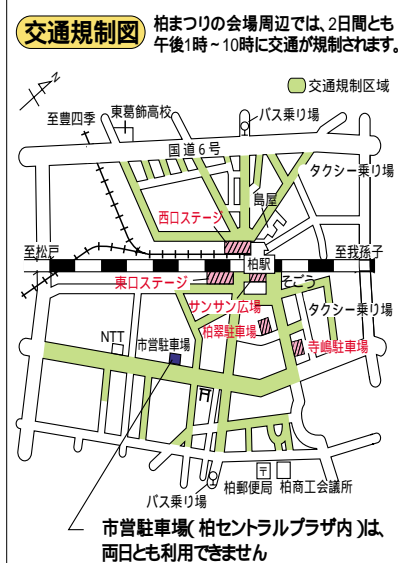 交通規制図
柏まつりの会場周辺では、2日間とも
午後1時～10時に交通が規制されます。
交通規制区域
至豊四季
東葛飾高校
バス乗り場
国道6号
タクシー乗り場
島屋
西口ステージ
至松戸
柏駅
至我孫子
東口ステージ
そごう
サンサン広場
タクシー乗り場
柏翠駐車場
NTT
市営駐車場
寺嶋駐車場
〒
柏郵便局
柏商工会議所
バス乗り場
市営駐車場(柏セントラルプラザ内)は、
両日とも利用できません